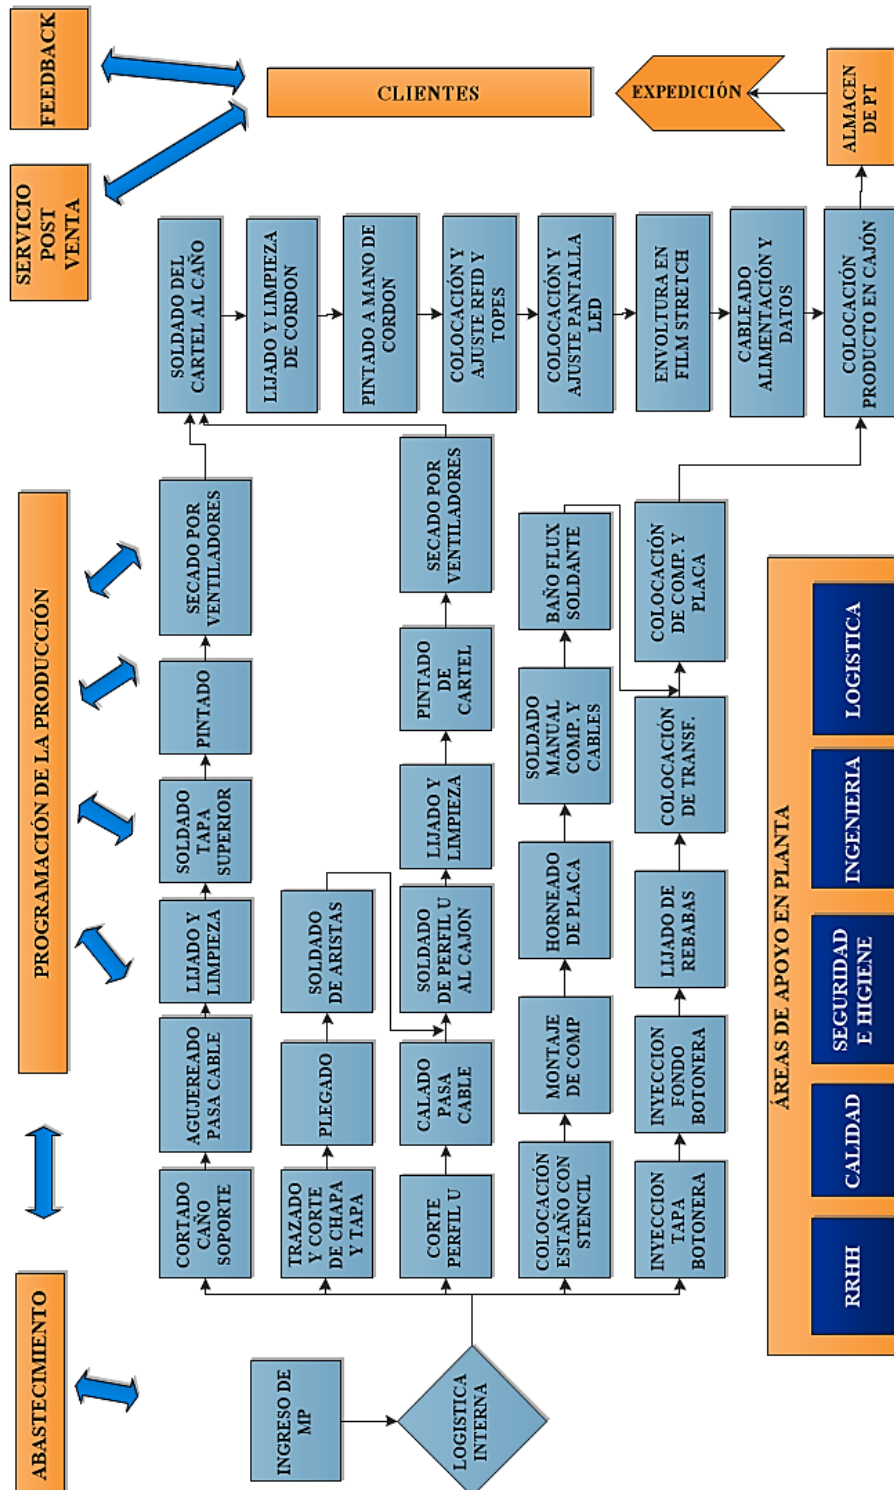 ABASTECIMIENTO
PROGRAMACIÓN DE LA PRODUCCIÓN
SERVICIO
POST
VENTA
FEEDBACK
INGRESO DE
MP
LOGISTICA
INTERNA
CORTADO
CAÑO
SOPORTE
AGUJEREADO
PASA CABLE
LIJADO Y
LIMPIEZA
SOLDADO
TAPA
SUPERIOR
PINTADO
SECADO POR
VENTILADORES
TRAZADO
Y CORTE
DE CHAPA
Y TAPA
PLEGADO
SOLDADO
DE ARISTAS
CORTE
PERFIL U
CALADO
PASA
CABLE
SOLDADO
DE PERFIL U
AL CAJON
LIJADO Y
LIMPIEZA
PINTADO
DE
CARTEL
SECADO POR
VENTILADORES
COLOCACIÓN
ESTAÑO CON
STENCIL
MONTAJE
DE COMP
HORNEADO
DE PLACA
SOLDADO
MANUAL
COMP. Y
CABLES
BAÑO FLUX
SOLDANTE
INYECCION
TAPA
BOTONERA
INYECCION
FONDO
BOTONERA
LIJADO DE
REBABAS
COLOCACIÓN
DE TRANSF.
COLOCACIÓN
DE COMP. Y
PLACA
SOLDADO DEL
CARTEL AL CAÑO
LIJADO Y LIMPIEZA
DE CORDON
PINTADO A MANO DE
CORDON
COLOCACIÓN Y
AJUSTE RFID Y
TOPES
COLOCACIÓN Y
AJUSTE PANTALLA
LED
ENVOLTURA EN
FILM STRETCH
CABLEADO
ALIMENTACIÓN Y
DATOS
COLOCACIÓN
PRODUCTO EN CAJÓN
ALMACEN
DE PT
EXPEDICIÓN
CLIENTES
ÁREAS DE APOYO EN PLANTA
RRHH
CALIDAD
SEGURIDAD
E HIGIENE
INGENIERIA
LOGISTICA